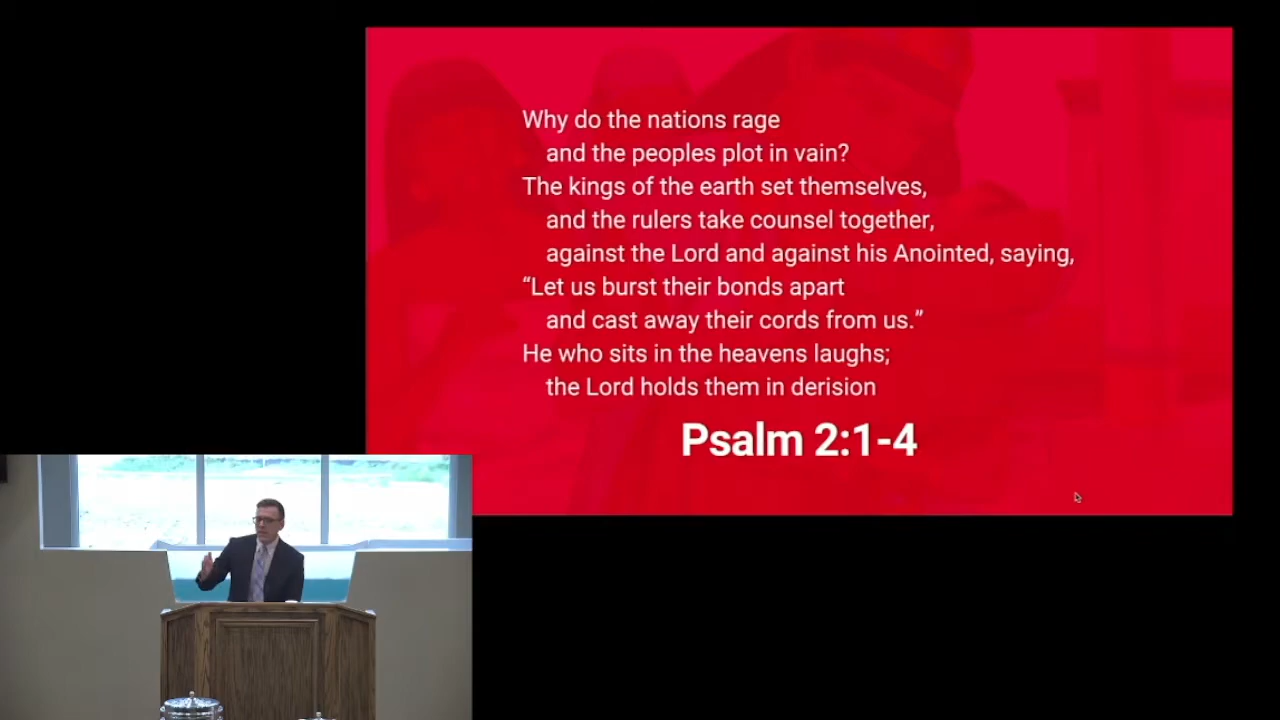 Why do the nations rage
and the peoples plot in vain?
The kings of the earth set themselves,
and the rulers take counsel together,
against the Lord and against his Anointed, saying,
“Let us burst their bonds apart
and cast away their cords from us.”
He who sits in the heavens laughs;
the Lord holds them in derision
Psalm 2:1-4